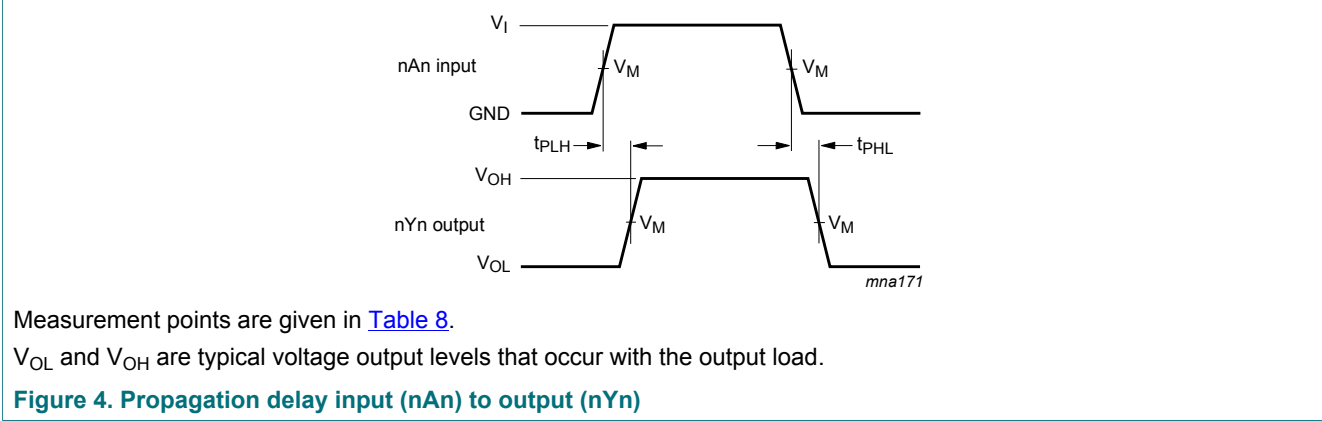 V_I
nAn input
V_M
V_M
GND
t_PLH
t_PHL
V_OH
nYn output
V_M
V_M
V_OL
mna171
Measurement points are given in Table 8.
V_OL and V_OH are typical voltage output levels that occur with the output load.
Figure 4. Propagation delay input (nAn) to output (nYn)